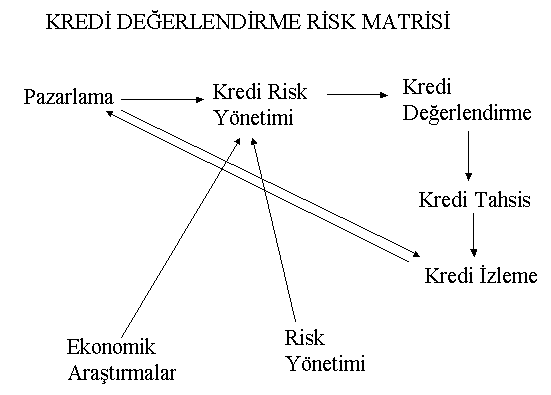 KREDİ DEĞERLENDİRME RİSK MATRİSİ
Pazarlama
Kredi Risk
Yönetimi
Kredi
Değerlendirme
Kredi Tahsis
Kredi İzleme
Ekonomik
Araştırmalar
Risk
Yönetimi